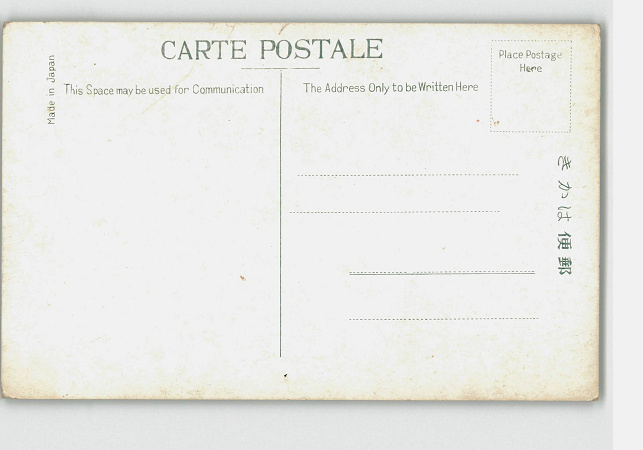 CARTE POSTALE
Made in Japan
This Space may be used for Communication
The Address Only to be Written Here
Place Postage
Here
きかは便郵